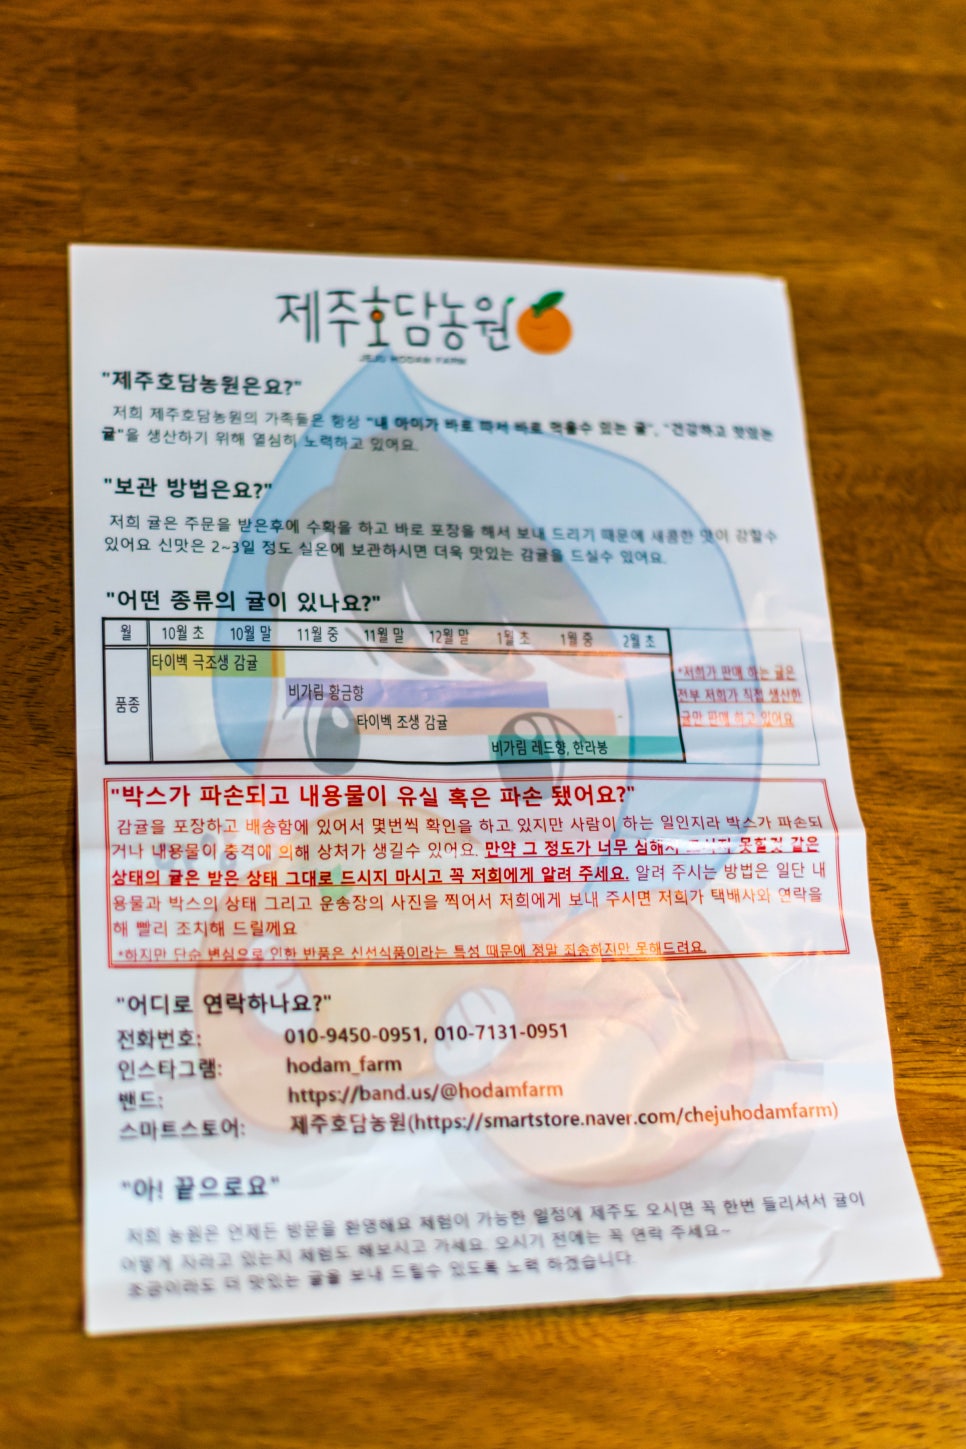 제주호담농원
JEJU HODAM FARM
"제주호담농원은요?"
저희 제주호담농원의 가족들은 항상 "내 아이가 바로 따서 바로 먹을수 있는 귤", "건강하고 맛있는
귤"을 생산하기 위해 열심히 노력하고 있어요.
"보관 방법은요?"
저희 귤은 주문을 받은후에 수확을 하고 바로 포장을 해서 보내 드리기 때문에 새콤한 맛이 강할수
있어요 신맛은 2~3일 정도 실온에 보관하시면 더욱 맛있는 감귤을 드실수 있어요.
"어떤 종류의 귤이 있나요?"
월 10월 초 10월 말 11월 중 11월 말 12월 말 1월 초 1월 중 2월 초
품종
타이벡 극조생 감귤
비가림 황금향
타이벡 조생 감귤
비가림 레드향, 한라봉
*저희가 판매 하는 귤은
전부 저희가 직접 생산한
귤만 판매 하고 있어요
"박스가 파손되고 내용물이 유실 혹은 파손 됐어요?"
감귤을 포장하고 배송함에 있어서 몇번씩 확인을 하고 있지만 사람이 하는 일인지라 박스가 파손되
거나 내용물이 충격에 의해 상처가 생길수 있어요. 만약 그 정도가 너무 심해서 드시지 못할것 같은
상태의 귤은 받은 상태 그대로 드시지 마시고 꼭 저희에게 알려 주세요. 알려 주시는 방법은 일단 내
용물과 박스의 상태 그리고 운송장의 사진을 찍어서 저희에게 보내 주시면 저희가 택배사와 연락을
해 빨리 조치해 드릴께요
*하지만 단순 변심으로 인한 반품은 신선식품이라는 특성 때문에 정말 죄송하지만 못해드려요.
"어디로 연락하나요?"
전화번호: 010-9450-0951, 010-7131-0951
인스타그램: hodam_farm
밴드: https://band.us/@hodamfarm
스마트스토어: 제주호담농원(https://smartstore.naver.com/chejuhodamfarm)
"아! 끝으로요"
저희 농원은 언제든 방문을 환영해요 체험이 가능한 일정에 제주도 오시면 꼭 한번 들리셔서 귤이
어떻게 자라고 있는지 체험도 해보시고 가세요. 오시기 전에는 꼭 연락 주세요~
조금이라도 더 맛있는 귤을 보내 드릴수 있도록 노력 하겠습니다.